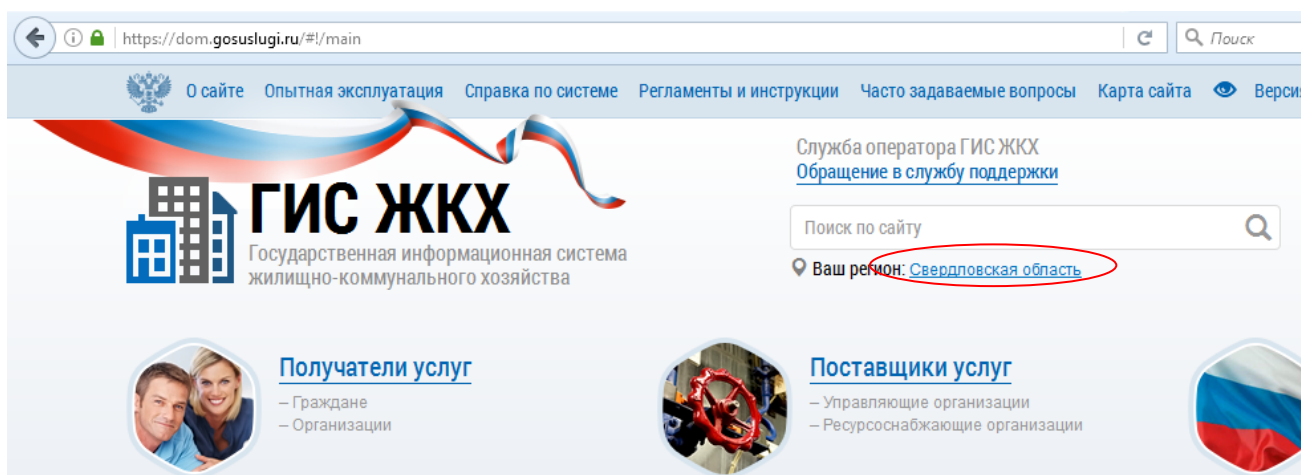 https://dom.gosuslugi.ru/#!/main
Поиск
О сайте Опытная эксплуатация Справка по системе Регламенты и инструкции Часто задаваемые вопросы Карта сайта
Служба оператора ГИС ЖКХ
Обращение в службу поддержки
ГИС ЖКХ
Государственная информационная система
жилищно-коммунального хозяйства
Поиск по сайту
Ваш регион: Свердловская область
Получатели услуг
– Граждане
– Организации
Поставщики услуг
– Управляющие организации
– Ресурсоснабжающие организации